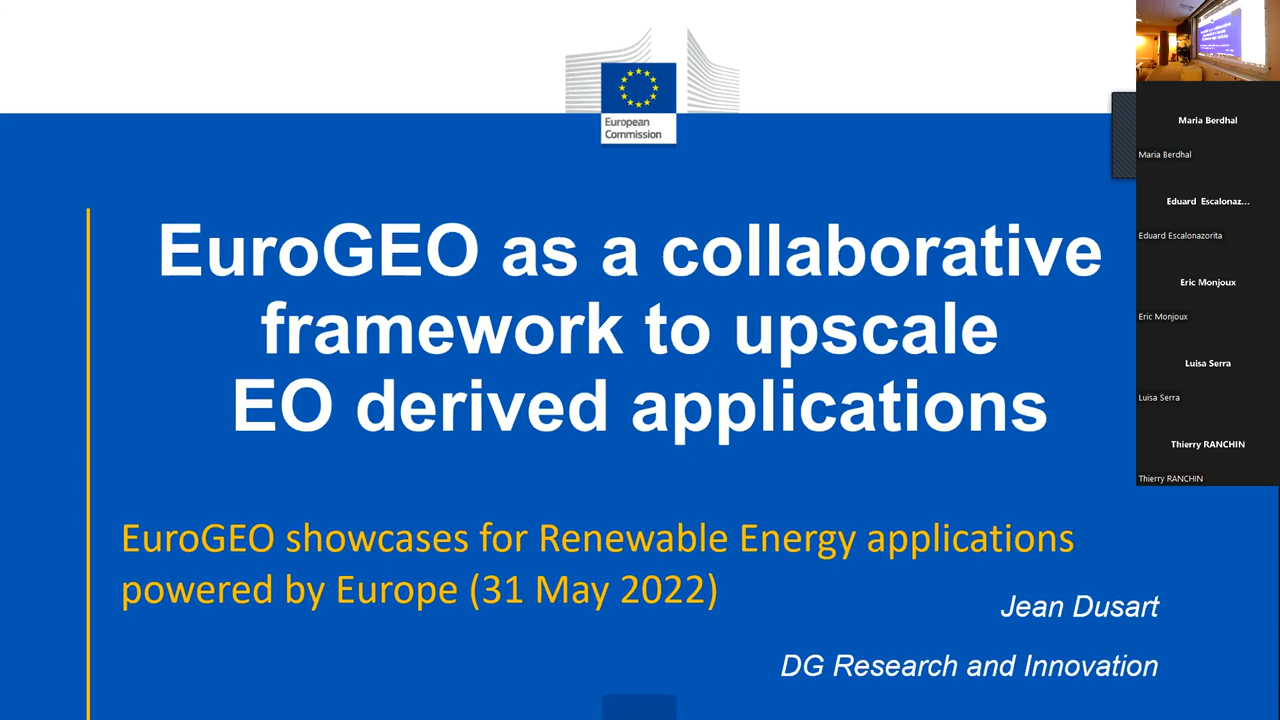 European
Commission
EuroGEO as a collaborative
framework to upscale
EO derived applications
EuroGEO showcases for Renewable Energy applications
powered by Europe (31 May 2022)
Jean Dusart
DG Research and Innovation
Maria Berdhal
Maria Berdhal
Eduard Escalonaz...
Eduard Escalonazorita
Eric Monjoux
Eric Monjoux
Luisa Serra
Luisa Serra
Thierry RANCHIN
Thierry RANCHIN